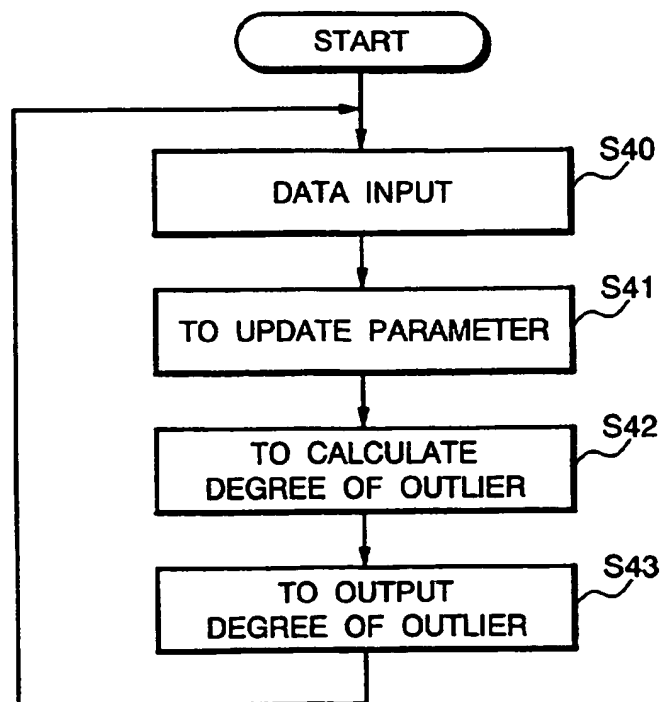 START
S40
DATA INPUT
S41
TO UPDATE PARAMETER
S42
TO CALCULATE
DEGREE OF OUTLIER
S43
TO OUTPUT
DEGREE OF OUTLIER